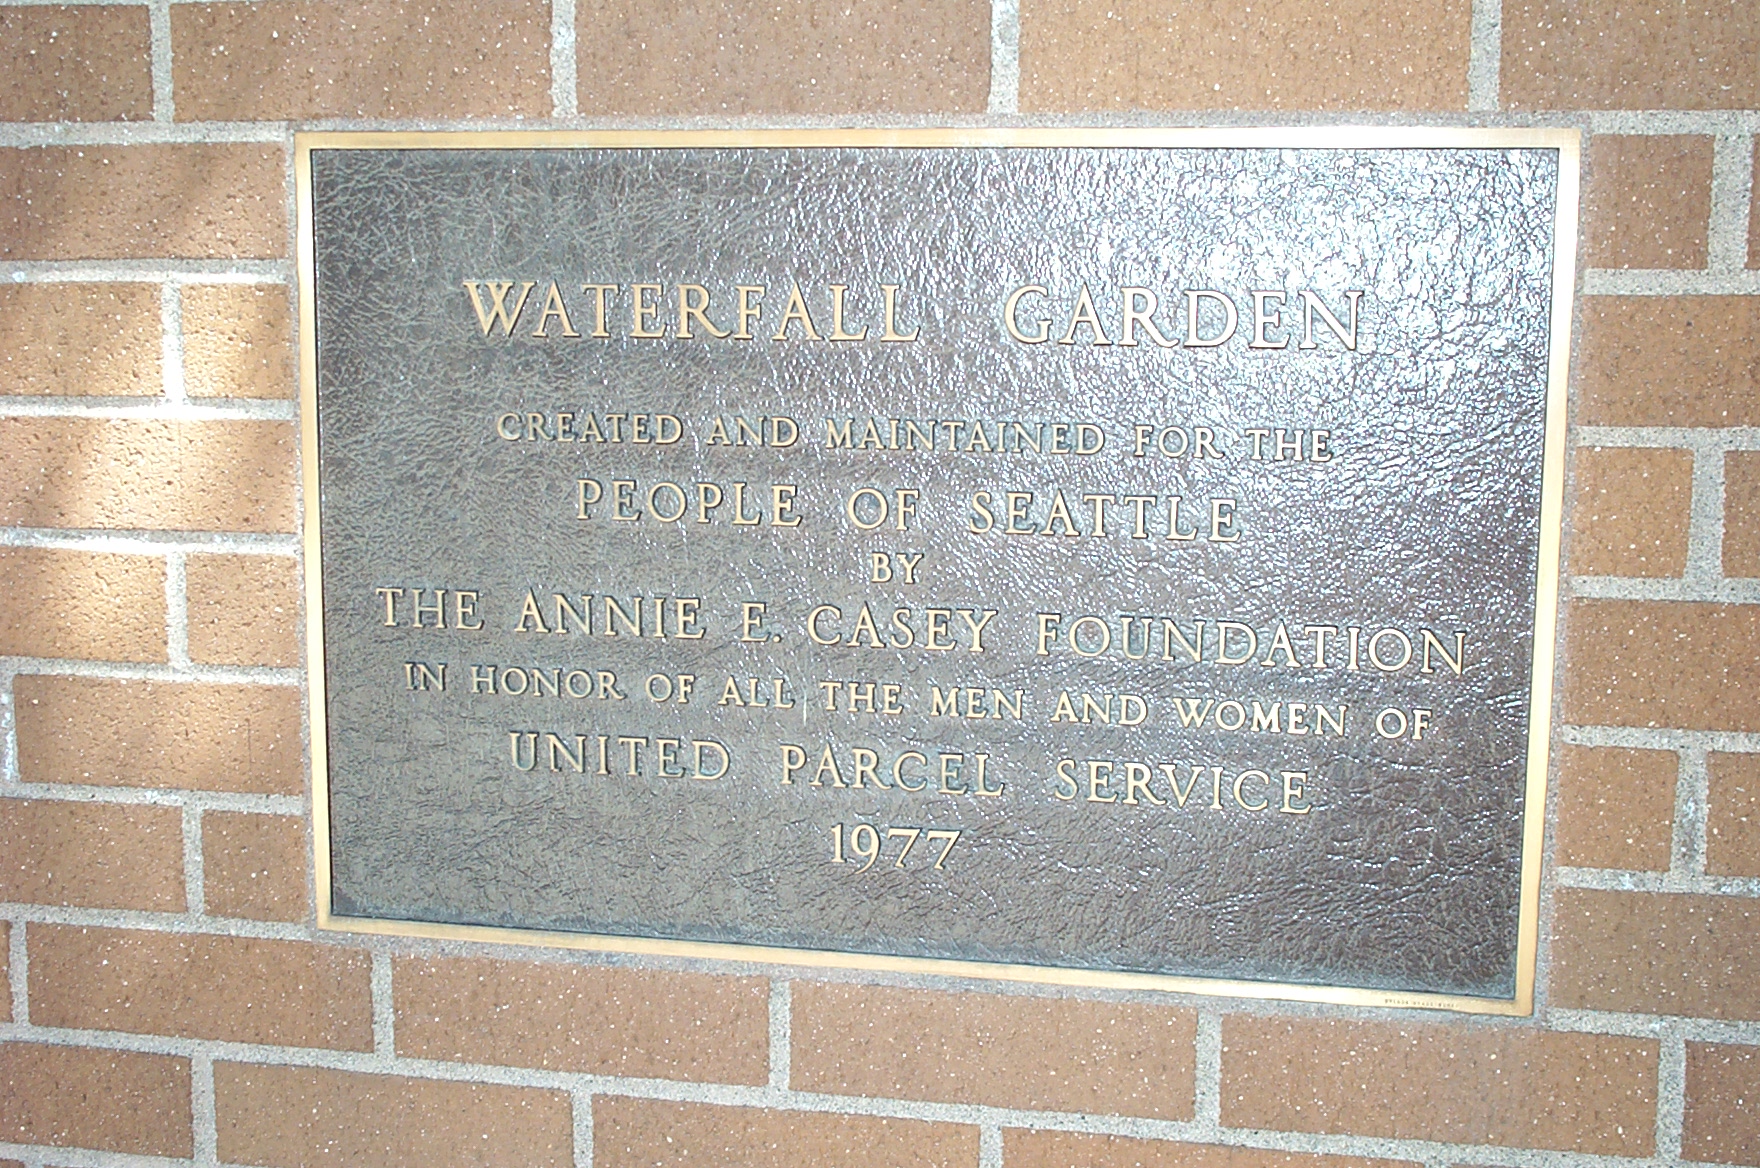 WATERFALL GARDEN
CREATED AND MAINTAINED FOR THE
PEOPLE OF SEATTLE
BY
THE ANNIE E. CASEY FOUNDATION
IN HONOR OF ALL THE MEN AND WOMEN OF
UNITED PARCEL SERVICE
1977